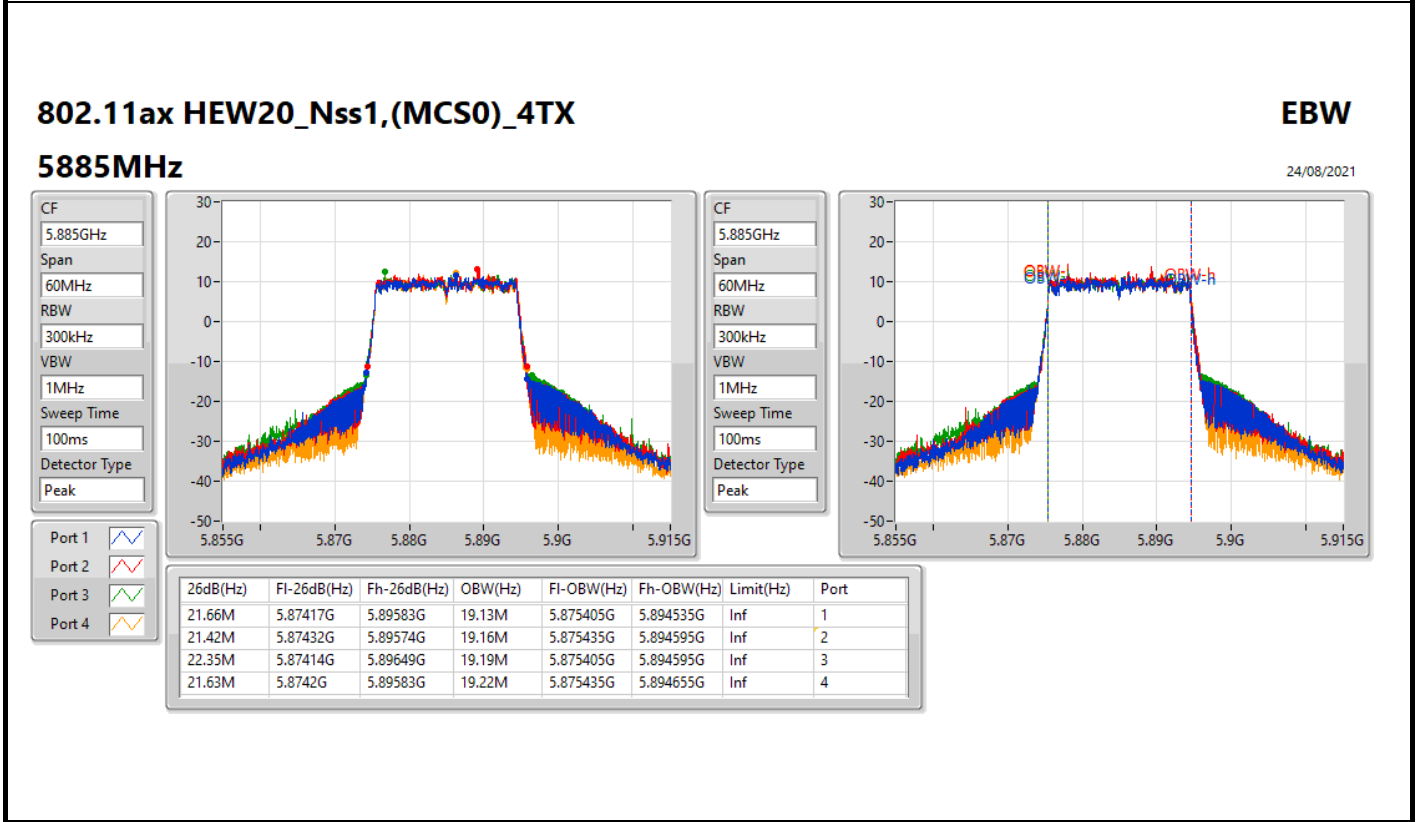 802.11ax HEW20_Nss1,(MCS0)_4TX EBW
5885MHz 24/08/2021
CF
5.885GHz
Span
60MHz
RBW
300kHz
VBW
1MHz
Sweep Time
100ms
Detector Type
Peak
30
20
10
0
-10
-20
-30
-40
-50
5.855G 5.87G 5.88G 5.89G 5.9G 5.915G
CF
5.885GHz
Span
60MHz
RBW
300kHz
VBW
1MHz
Sweep Time
100ms
Detector Type
Peak
30
20
10
0
-10
-20
-30
-40
-50
OBW-l OBW-h
5.855G 5.87G 5.88G 5.89G 5.9G 5.915G
Port 1
Port 2
Port 3
Port 4
26dB(Hz) Fl-26dB(Hz) Fh-26dB(Hz) OBW(Hz) Fl-OBW(Hz) Fh-OBW(Hz) Limit(Hz) Port
21.66M 5.87417G 5.89583G 19.13M 5.875405G 5.894535G Inf 1
21.42M 5.87432G 5.89574G 19.16M 5.875435G 5.894595G Inf 2
22.35M 5.87414G 5.89649G 19.19M 5.875405G 5.894595G Inf 3
21.63M 5.8742G 5.89583G 19.22M 5.875435G 5.894655G Inf 4